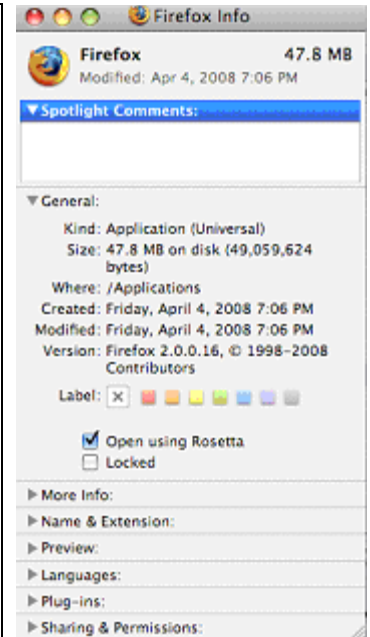 Firefox Info
Firefox 47.8 MB
Modified: Apr 4, 2008 7:06 PM
Spotlight Comments:
General:
Kind: Application (Universal)
Size: 47.8 MB on disk (49,059,624
bytes)
Where: /Applications
Created: Friday, April 4, 2008 7:06 PM
Modified: Friday, April 4, 2008 7:06 PM
Version: Firefox 2.0.0.16, © 1998–2008
Contributors
Label:
Open using Rosetta
Locked
More Info:
Name & Extension:
Preview:
Languages:
Plug-ins:
Sharing & Permissions: